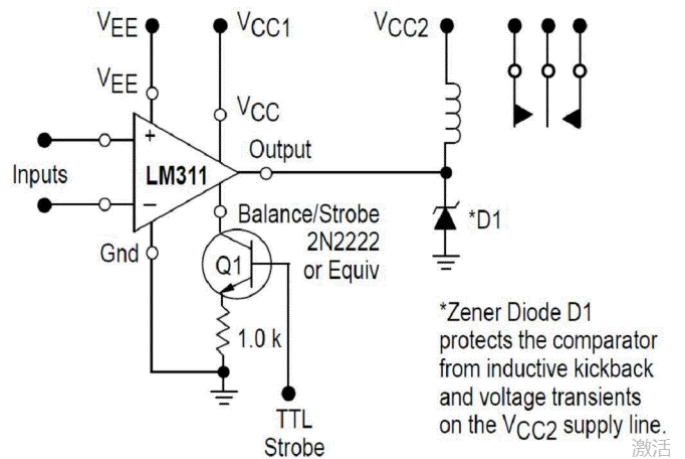 VEE
VCC1
VCC2
VEE
VCC
+
Output
Inputs
LM311
−
Balance/Strobe
2N2222
or Equiv
*D1
Gnd
Q1
1.0 k
TTL
Strobe
*Zener Diode D1
protects the comparator
from inductive kickback
and voltage transients
on the VCC2 supply line.
激活